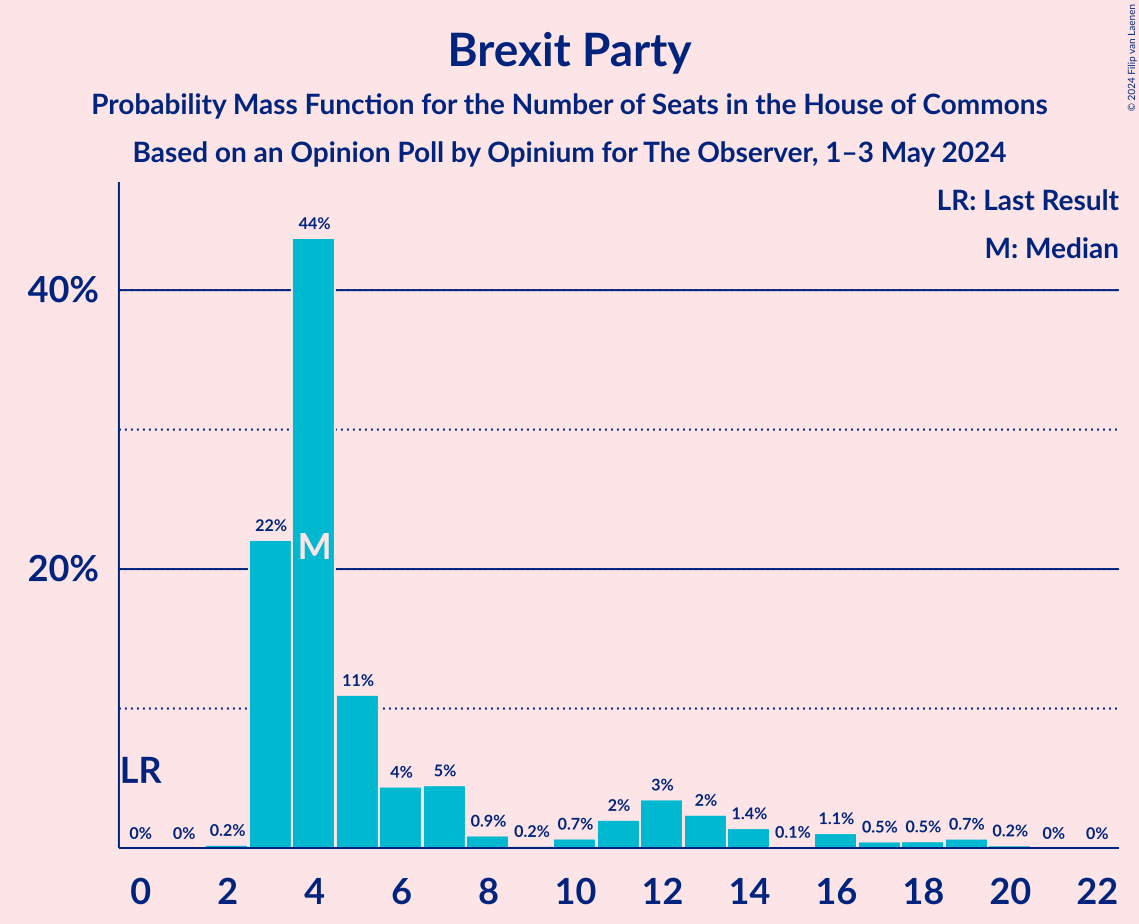 Brexit Party
Probability Mass Function for the Number of Seats in the House of Commons
Based on an Opinion Poll by Opinium for The Observer, 1–3 May 2024
© 2024 Filip van Laenen
LR: Last Result
M: Median
40%
20%
LR
M
0% 0% 0.2% 22% 44% 11% 4% 5% 0.9% 0.2% 0.7% 2% 3% 2% 1.4% 0.1% 1.1% 0.5% 0.5% 0.7% 0.2% 0% 0%
0 2 4 6 8 10 12 14 16 18 20 22